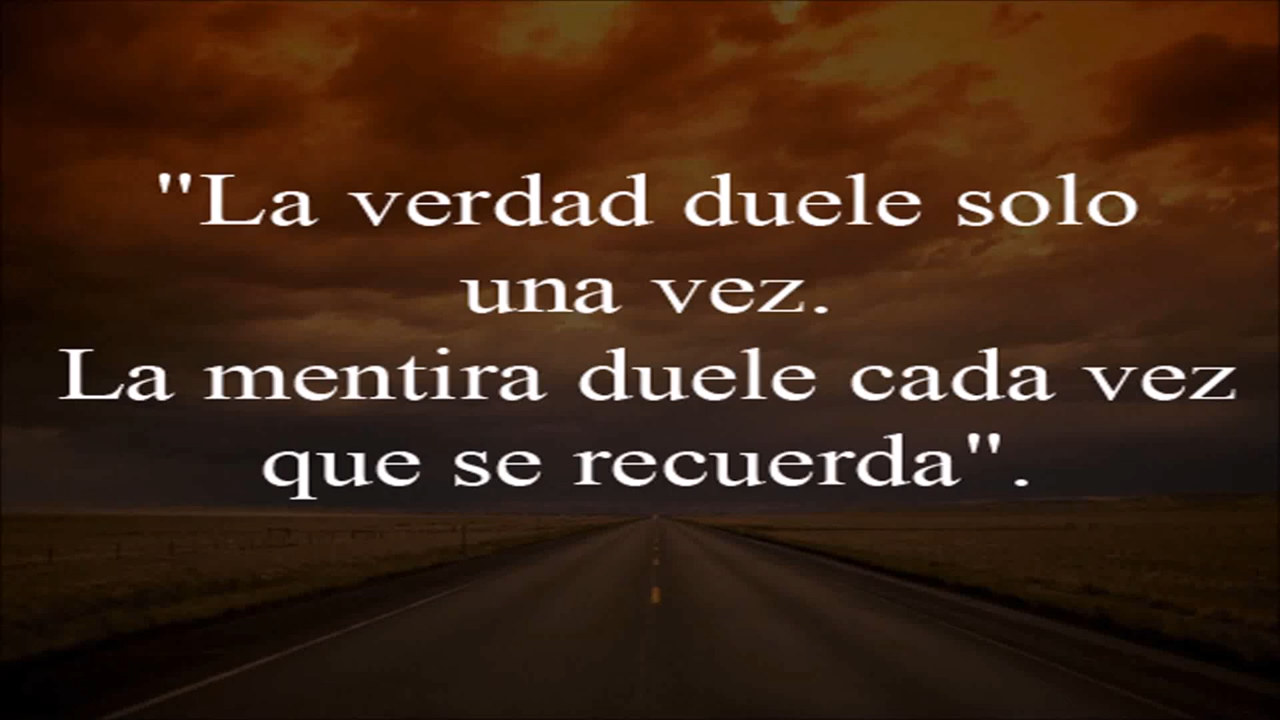 "La verdad duele solo
una vez.
La mentira duele cada vez
que se recuerda".